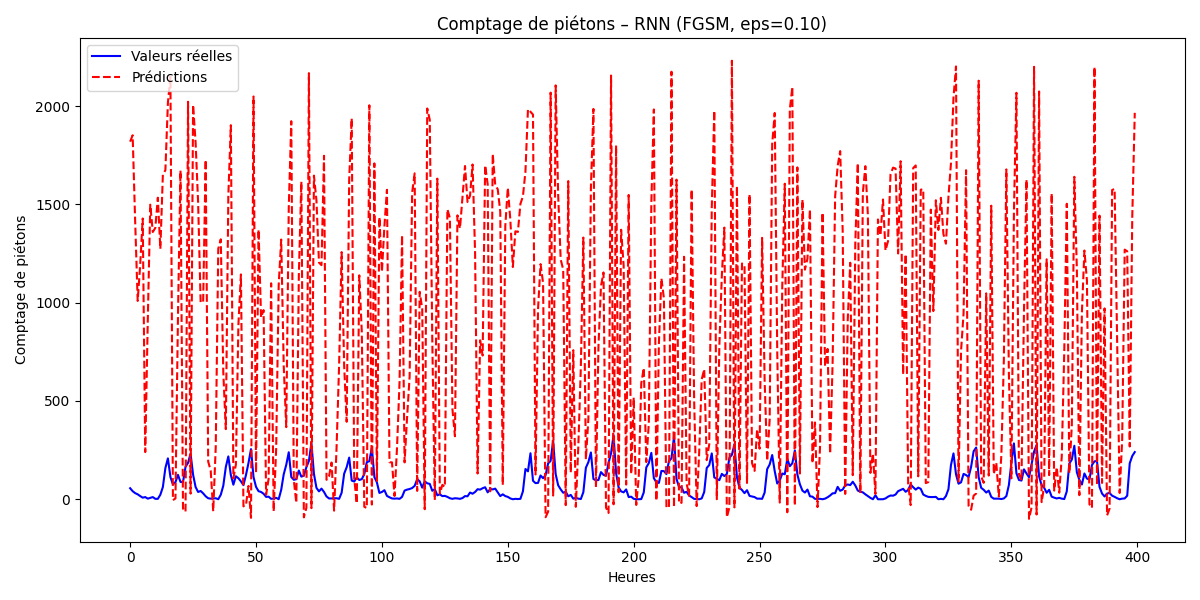 Comptage de piétons – RNN (FGSM, eps=0.10)
Valeurs réelles
Prédictions
Comptage de piétons
2000
1500
1000
500
0
0 50 100 150 200 250 300 350 400
Heures